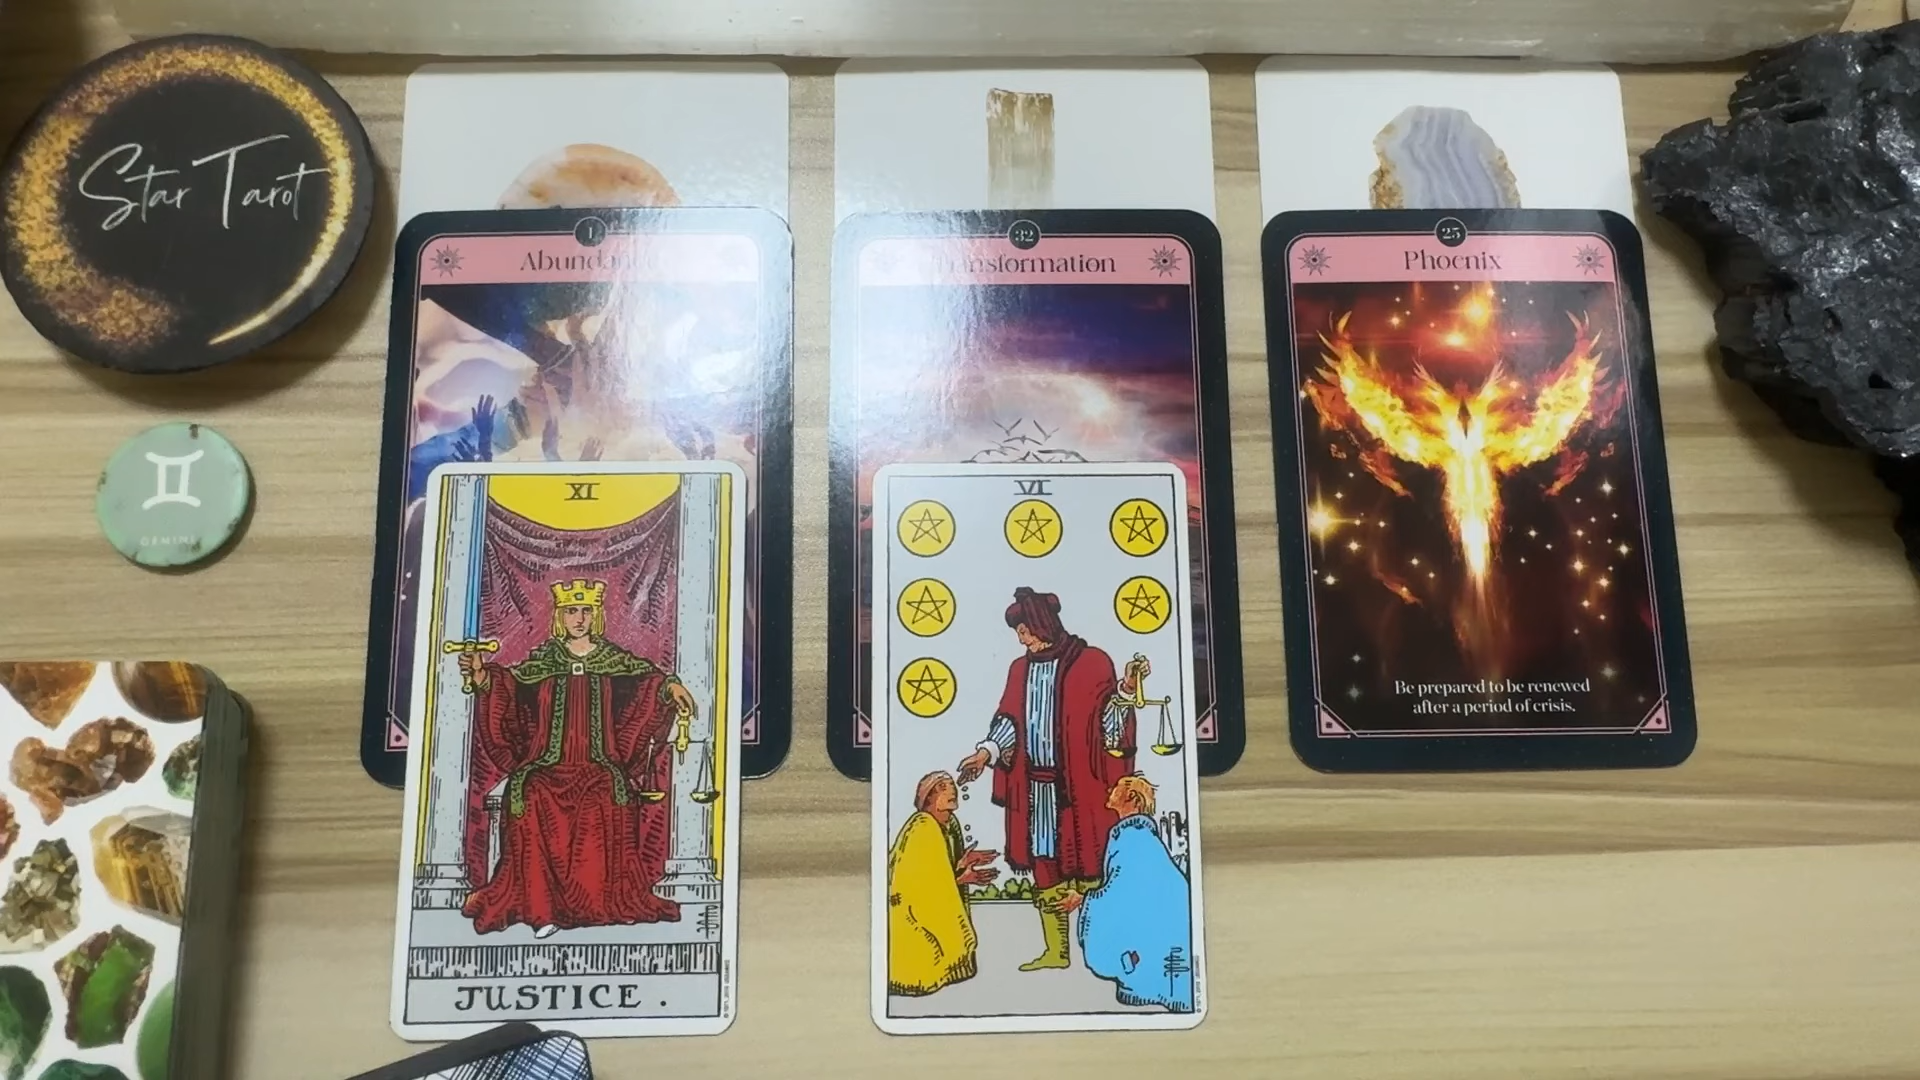 Star Tarot
1
Abundance
32
Transformation
25
Phoenix
Be prepared to be renewed
after a period of crisis.
GEMINI
XI
JUSTICE.
VI